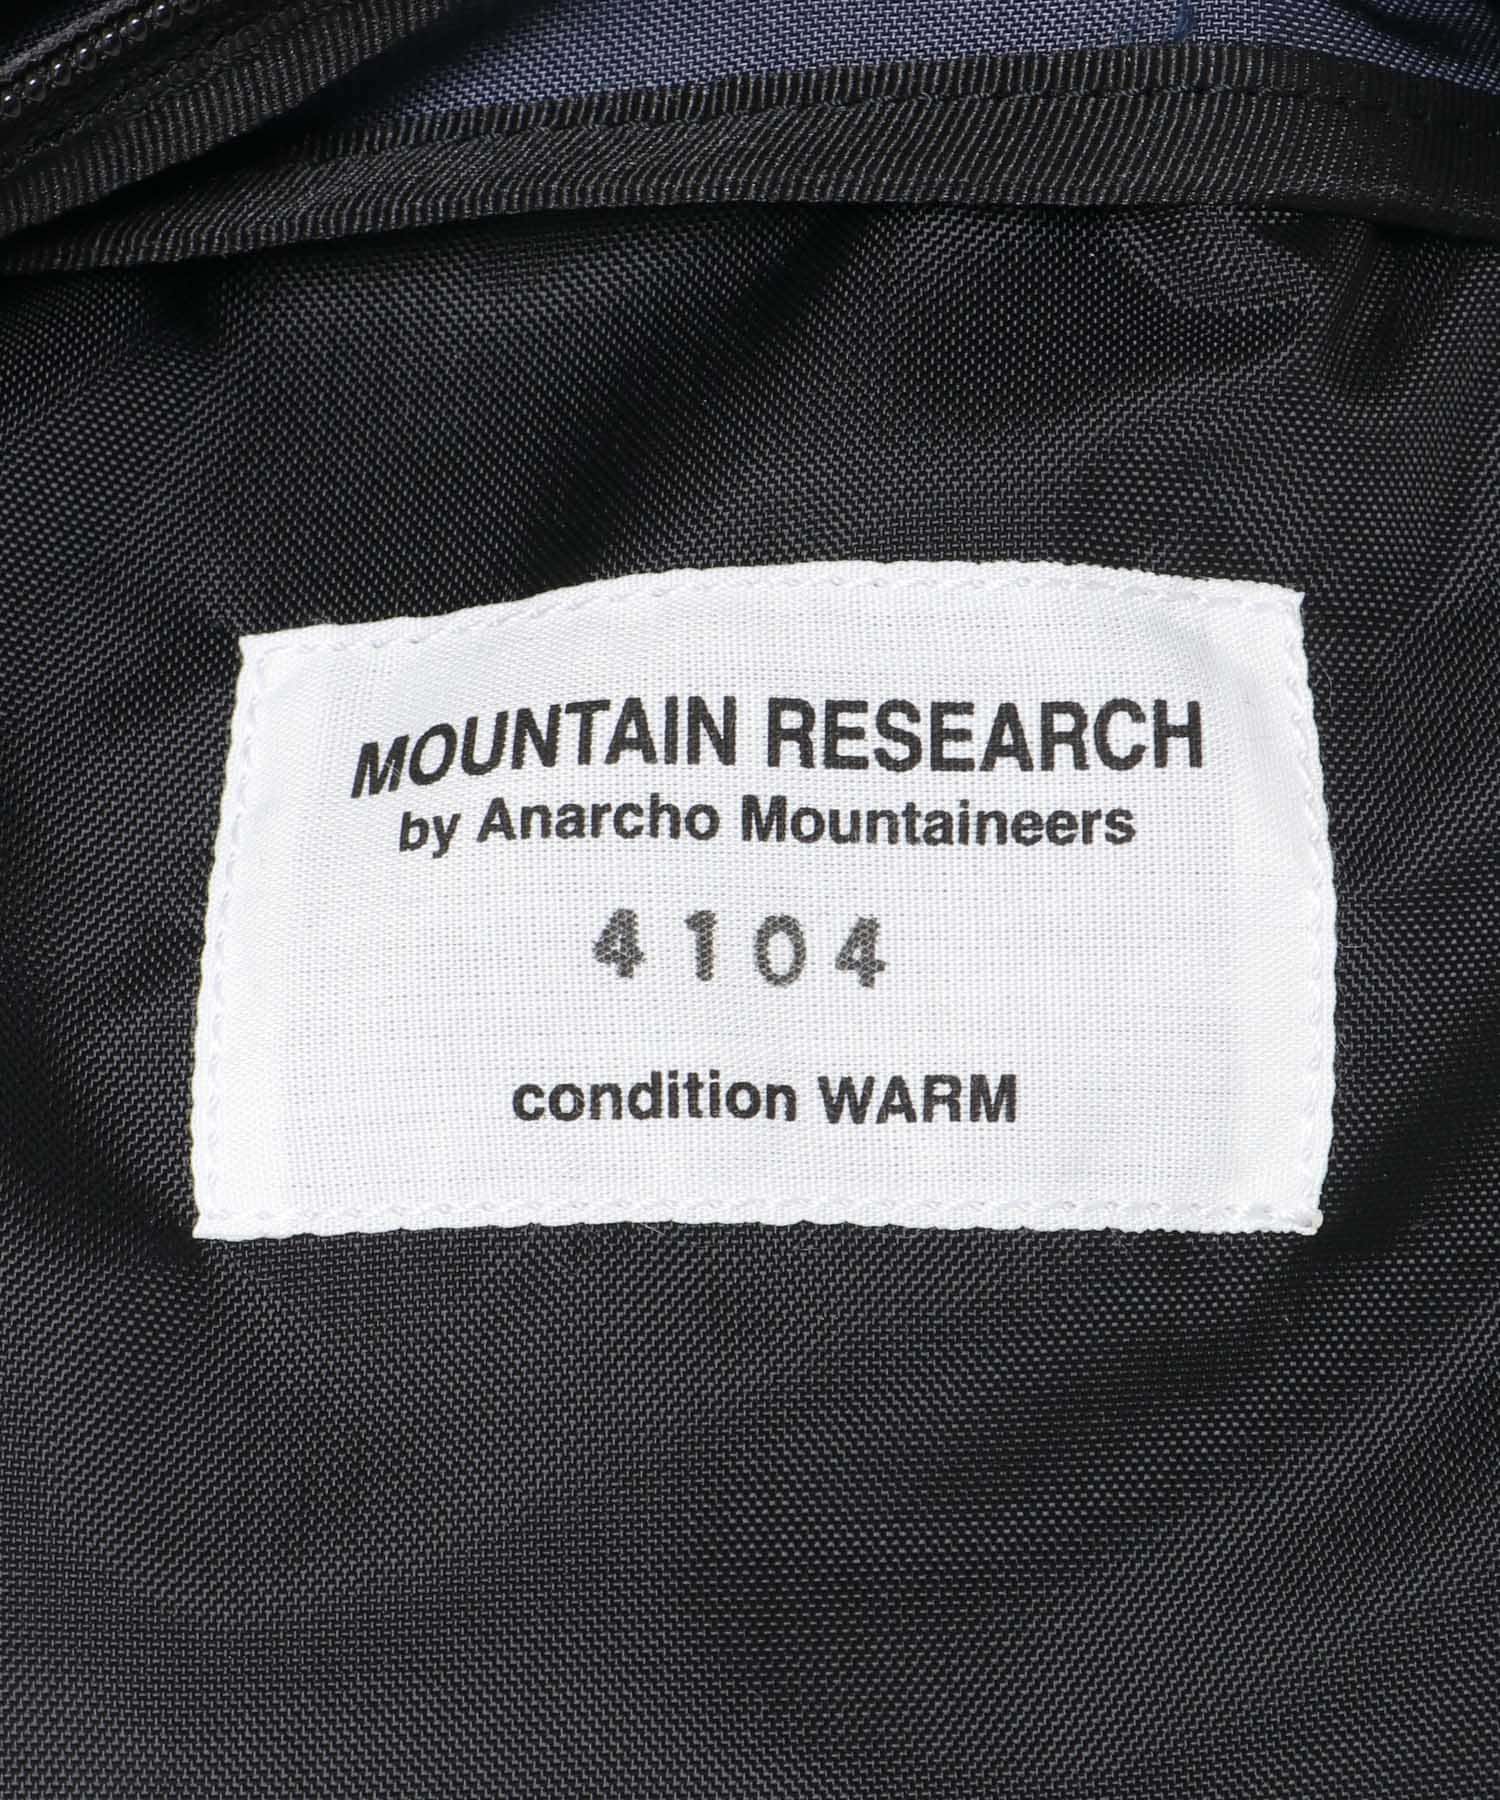 MOUNTAIN RESEARCH
by Anarcho Mountaineers
4104
condition WARM